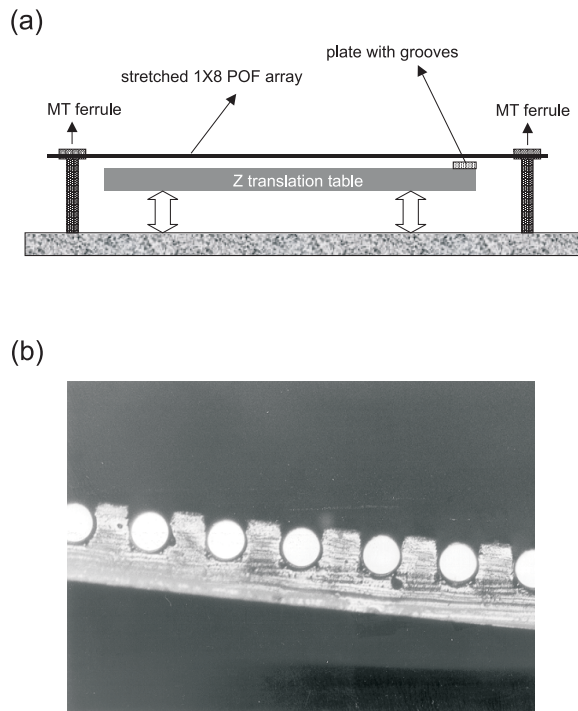 (a)
plate with grooves
stretched 1X8 POF array
MT ferrule
MT ferrule
Z translation table
(b)